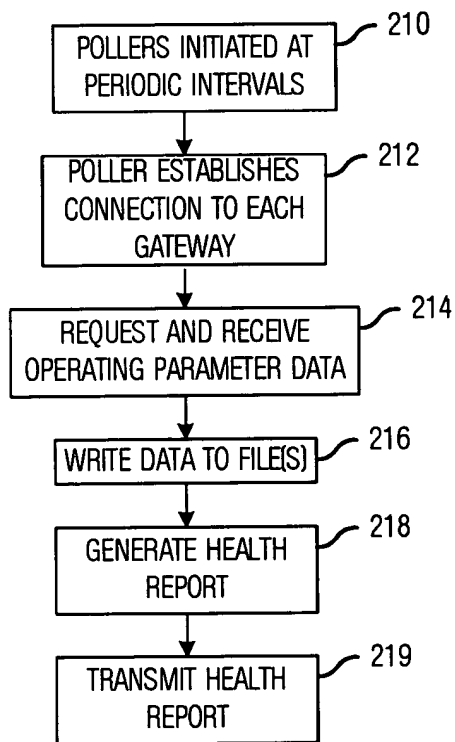 210
POLLERS INITIATED AT
PERIODIC INTERVALS
212
POLLER ESTABLISHES
CONNECTION TO EACH
GATEWAY
214
REQUEST AND RECEIVE
OPERATING PARAMETER DATA
216
WRITE DATA TO FILE(S)
218
GENERATE HEALTH
REPORT
219
TRANSMIT HEALTH
REPORT